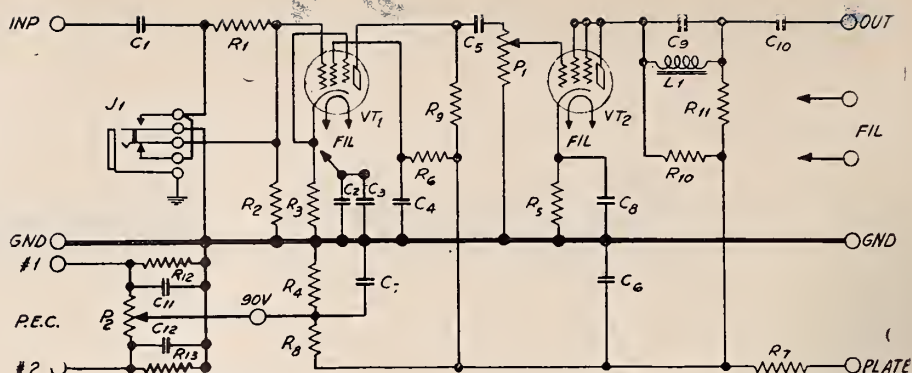 INP C1 R1 C5 P1 C9 C10 OUT
L1
J1 VT1 R9 VT2 R11
FIL FIL FIL
R6 R10
R2 R3 C2 C3 C4 R5 C8
GND GND
#1 R12 R4 C7 C6
C11 90V
P.E.C. P2
C12 R8
#2 R13 R7 PLATE